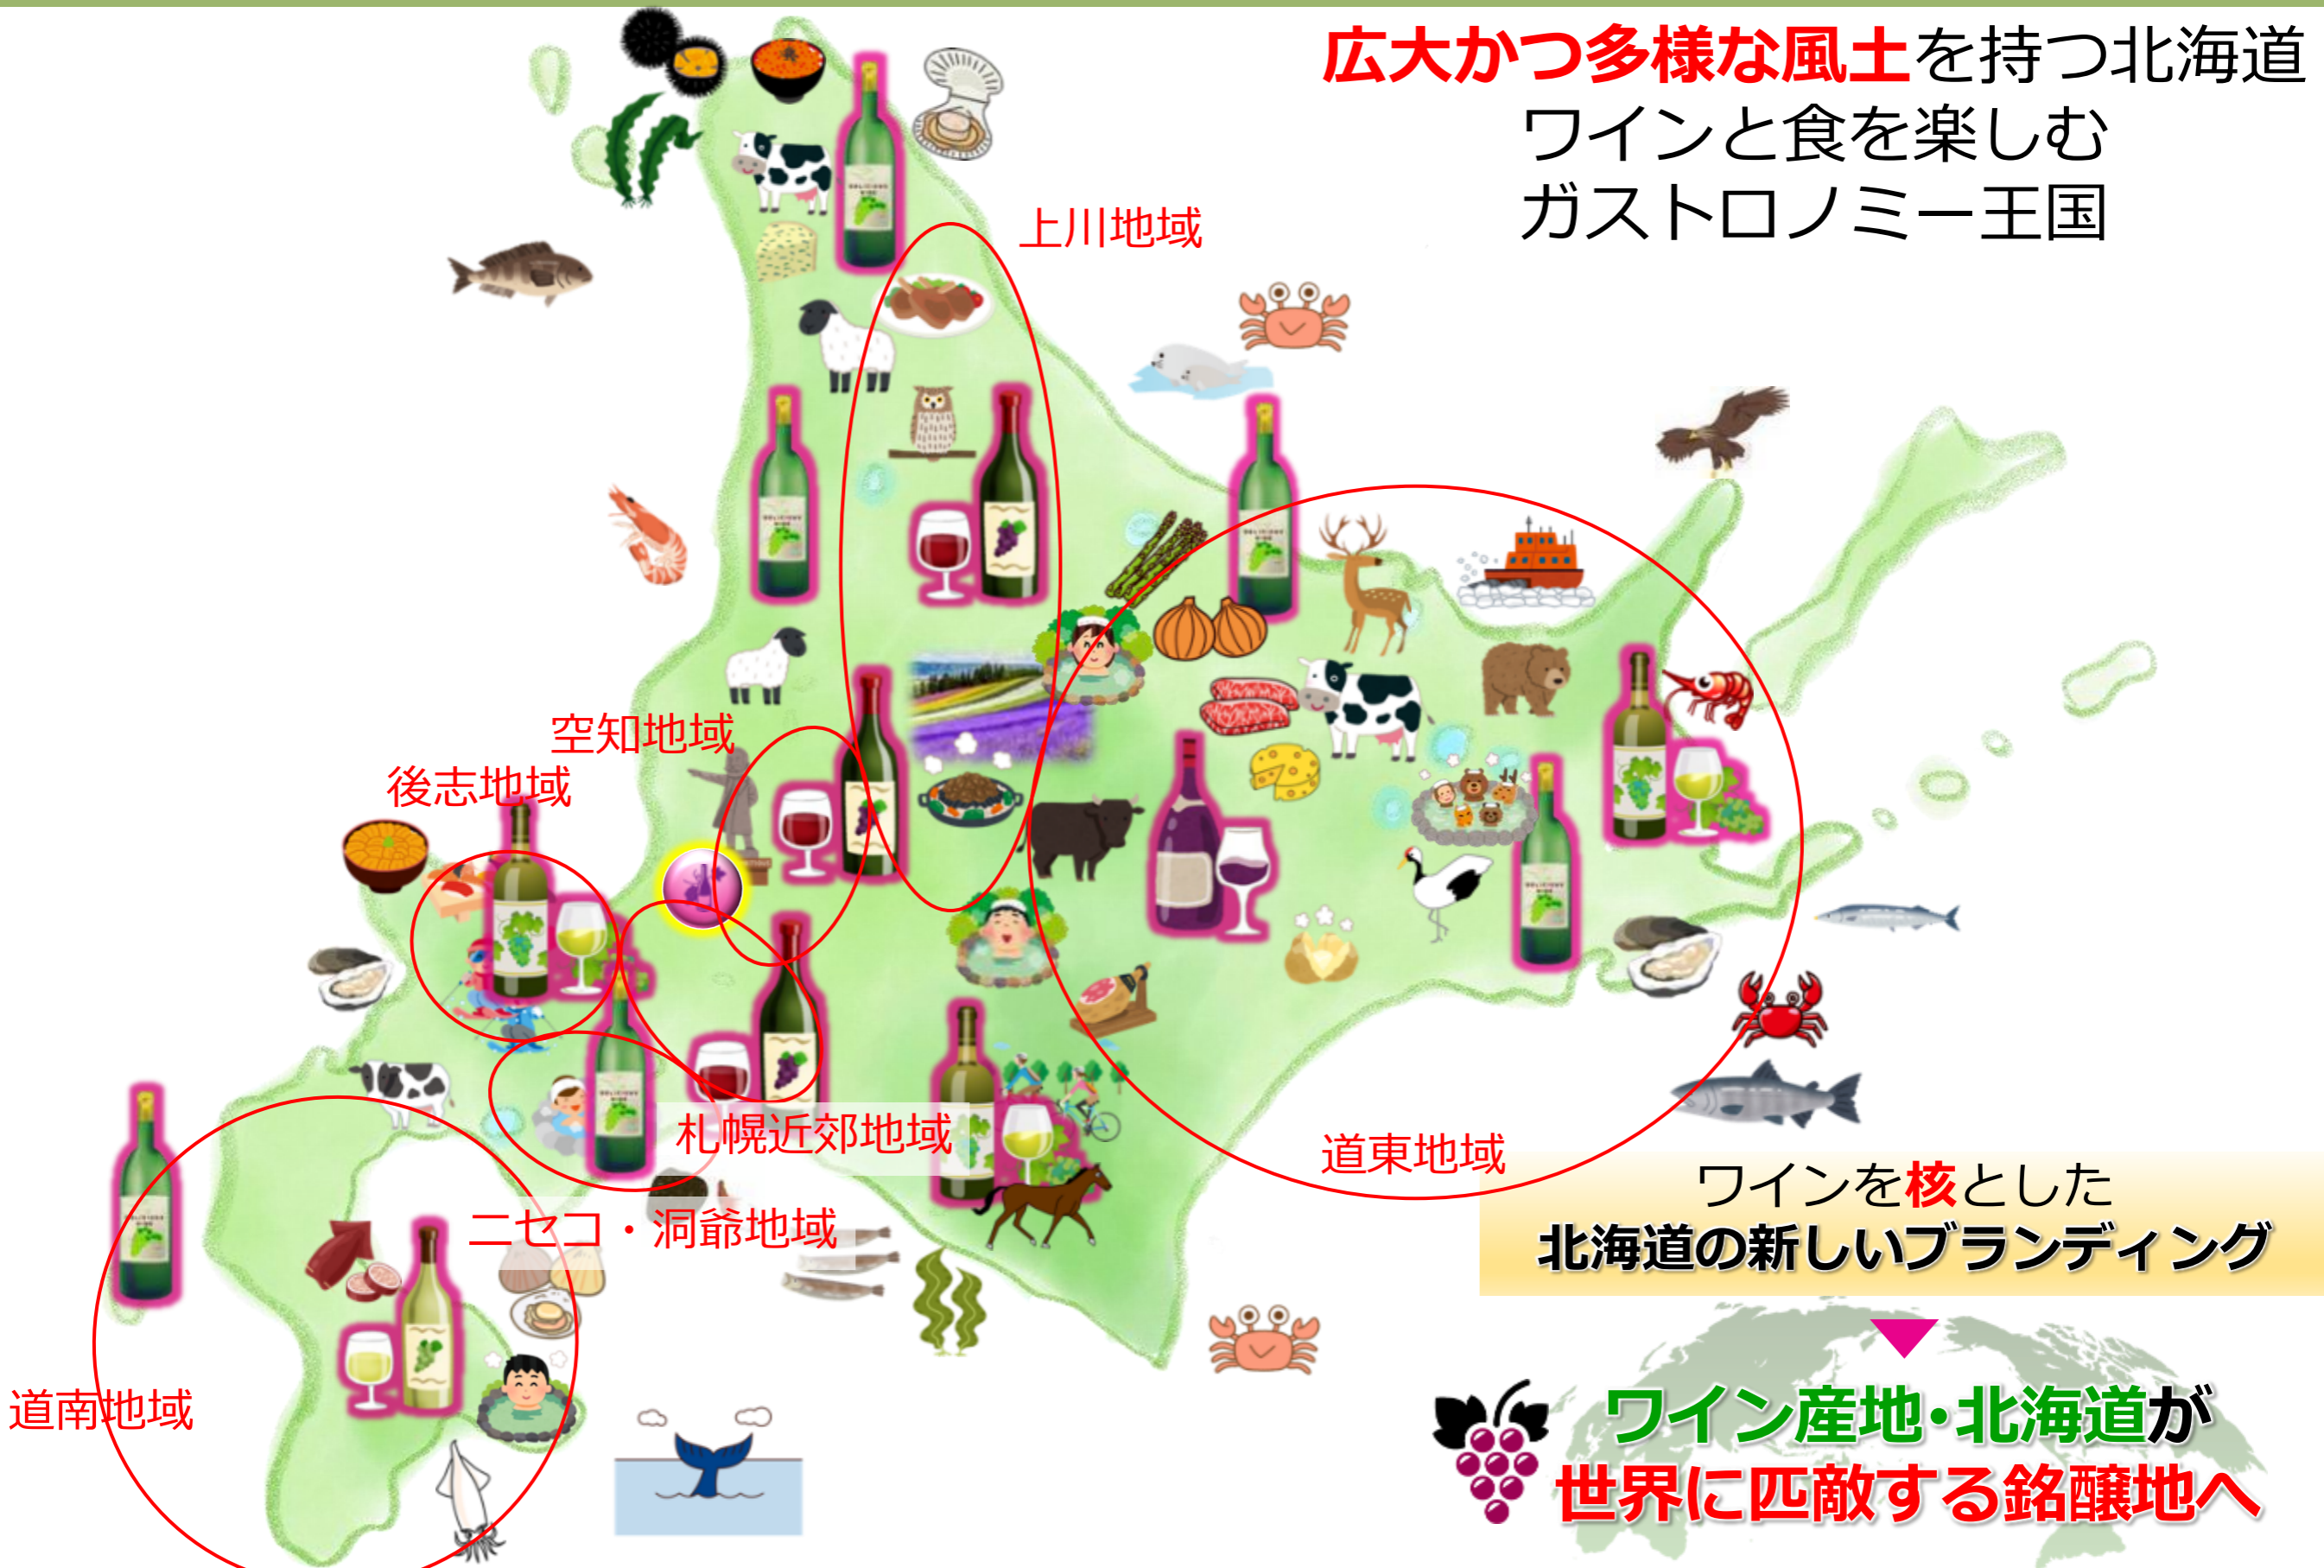 広大かつ多様な風土を持つ北海道
ワインと食を楽しむ
ガストロノミー王国
上川地域
空知地域
後志地域
札幌近郊地域
道東地域
ニセコ・洞爺地域
道南地域
ワインを核とした
北海道の新しいブランディング
ワイン産地・北海道が
世界に匹敵する銘醸地へ